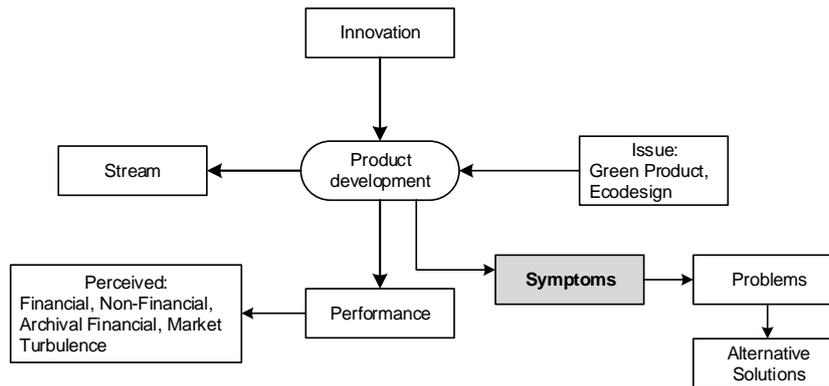 Innovation
Stream
Product
development
Issue:
Green Product,
Ecodesign
Perceived:
Financial, Non-Financial,
Archival Financial, Market
Turbulence
Performance
Symptoms
Problems
Alternative
Solutions